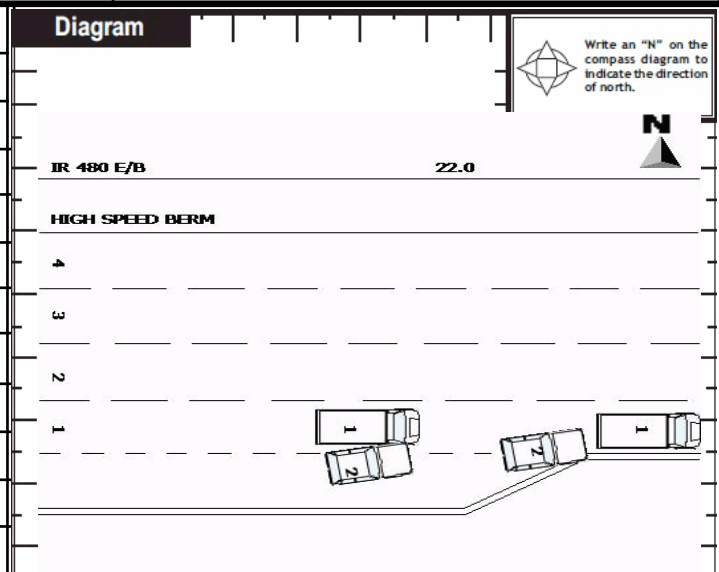 Diagram
Write an “N” on the
compass diagram to
indicate the direction
of north.
N
IR 480 E/B 22.0
HIGH SPEED BERM
4
3
2
1
1
1
2
2